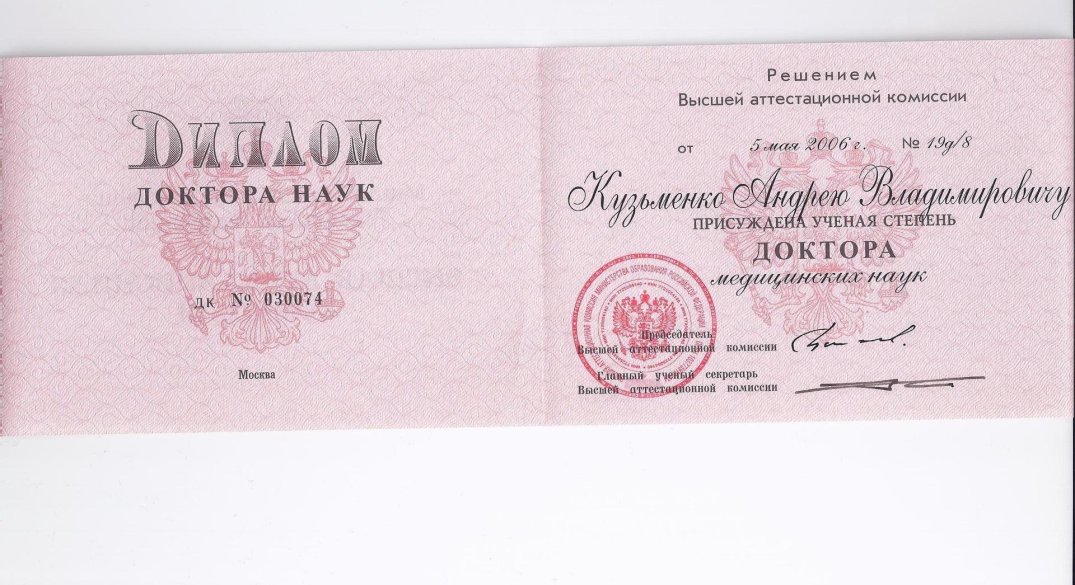 Диплом
ДОКТОРА НАУК
ДК № 030074
Москва
Решением
Высшей аттестационной комиссии
от 5 мая 2006 г. № 19д/8
Кузьменко Андрею Владимировичу
ПРИСУЖДЕНА УЧЕНАЯ СТЕПЕНЬ
ДОКТОРА
медицинских наук
Председатель
Высшей аттестационной комиссии
Главный ученый секретарь
Высшей аттестационной комиссии